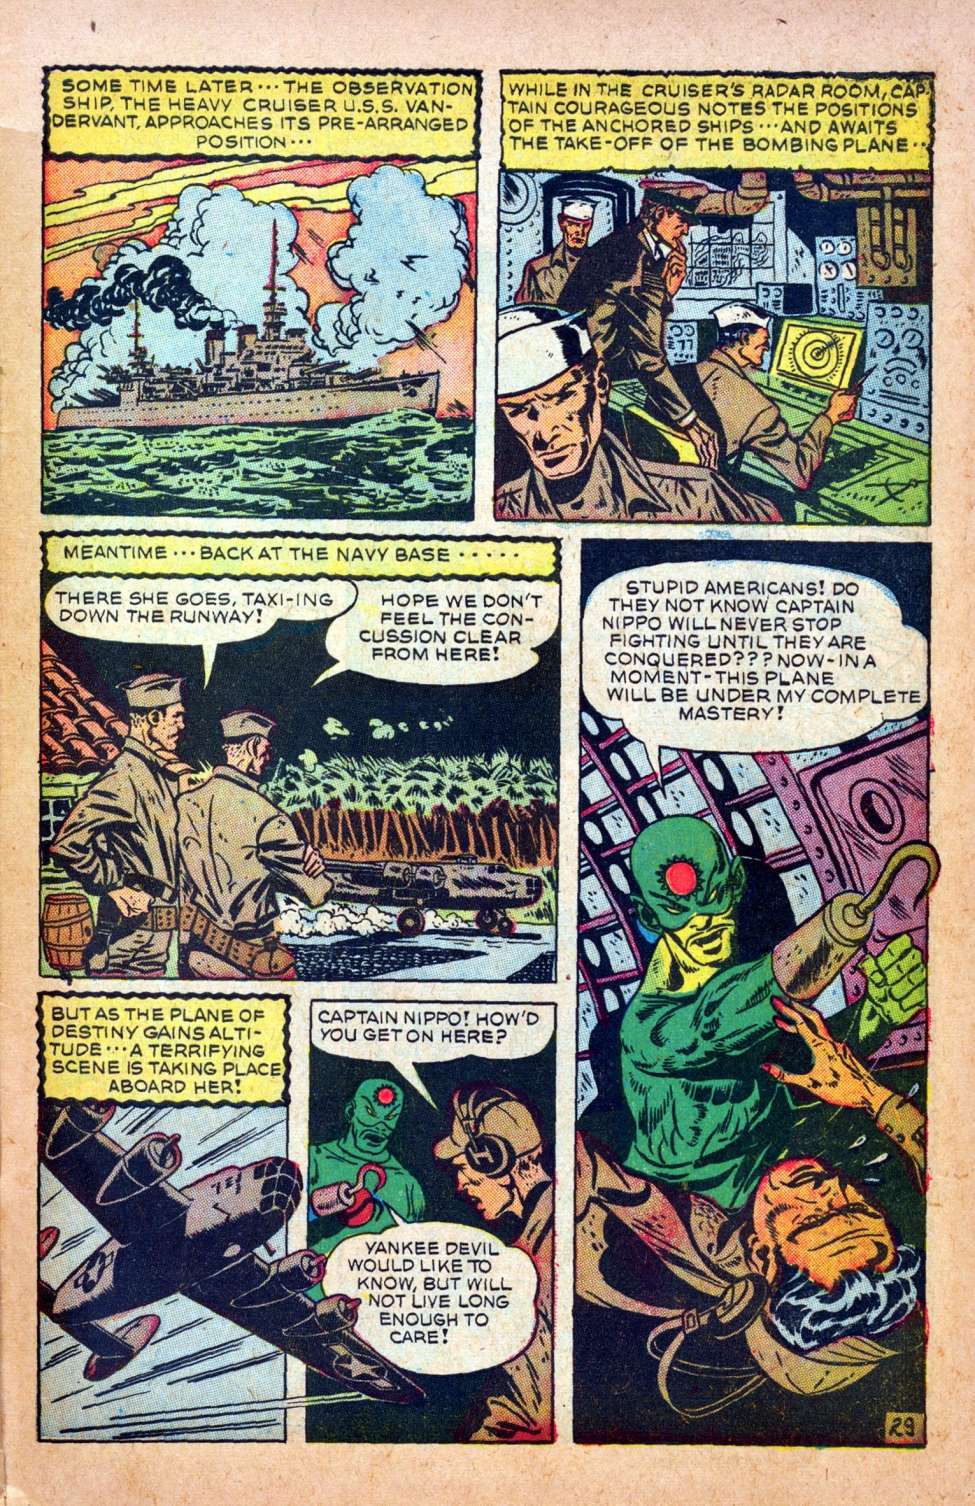 SOME TIME LATER... THE OBSERVATION
SHIP, THE HEAVY CRUISER U.S.S. VAN-
DERVANT, APPROACHES ITS PRE-ARRANGED
POSITION...
WHILE IN THE CRUISER'S RADAR ROOM, CAP-
TAIN COURAGEOUS NOTES THE POSITIONS
OF THE ANCHORED SHIPS... AND AWAITS
THE TAKE-OFF OF THE BOMBING PLANE..
MEANTIME... BACK AT THE NAVY BASE .....
THERE SHE GOES, TAXI-ING
DOWN THE RUNWAY!
HOPE WE DON'T
FEEL THE CON-
CUSSION CLEAR
FROM HERE!
BUT AS THE PLANE OF
DESTINY GAINS ALTI-
TUDE... A TERRIFYING
SCENE IS TAKING PLACE
ABOARD HER!
CAPTAIN NIPPO! HOW'D
YOU GET ON HERE?
YANKEE DEVIL
WOULD LIKE TO
KNOW, BUT WILL
NOT LIVE LONG
ENOUGH TO
CARE!
STUPID AMERICANS! DO
THEY NOT KNOW CAPTAIN
NIPPO WILL NEVER STOP
FIGHTING UNTIL THEY ARE
CONQUERED??? NOW-IN A
MOMENT-THIS PLANE
WILL BE UNDER MY COMPLETE
MASTERY!
29